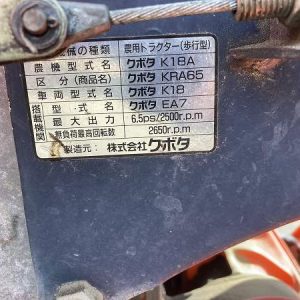 機械の種類 農用トラクター(歩行型)
農機型式名 クボタ K18A
区分(商品名) クボタ KRA65
車両型式名 クボタ K18
搭載機関 型・式・名 クボタ EA7
最大出力 6.5ps/2500r.p.m
無負荷最高回転数 2650r.p.m
製造元: 株式会社クボタ